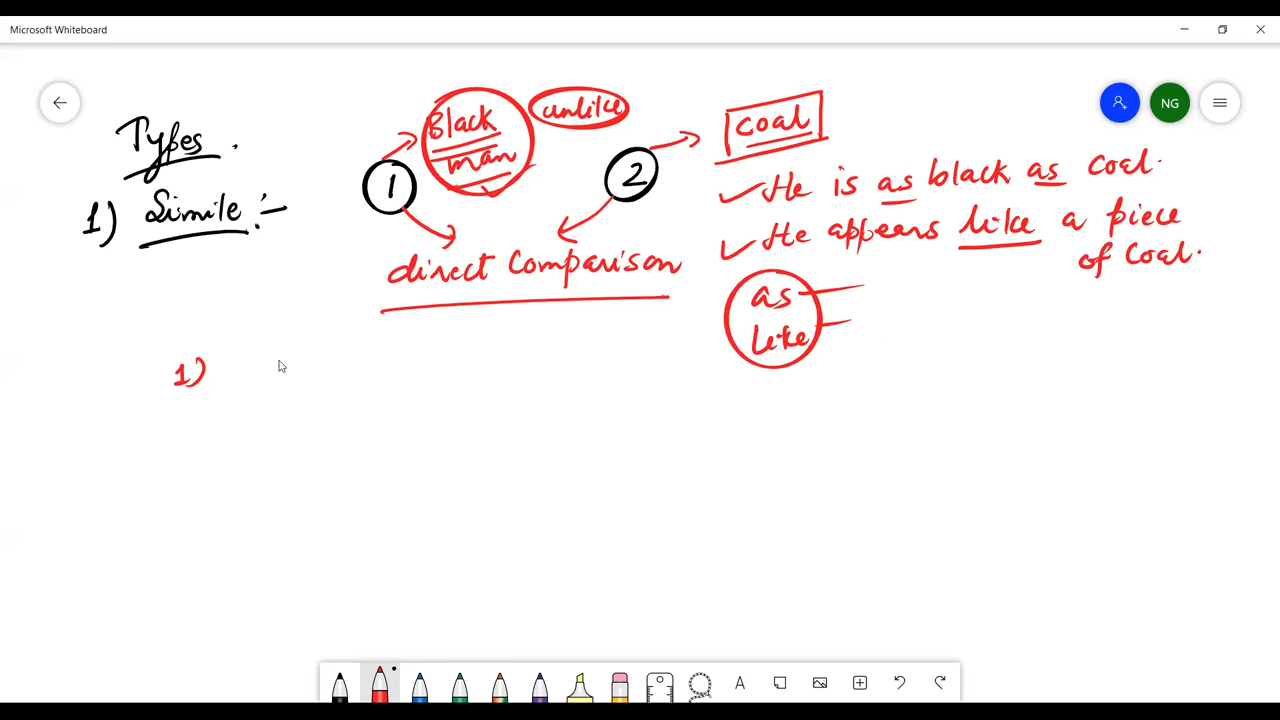 Microsoft Whiteboard
NG
Types.
1) Simile :-
1
Black
man
unlike
2
coal
direct Comparison
He is as black as coal.
He appears like a piece
of coal.
as
like
1)
A